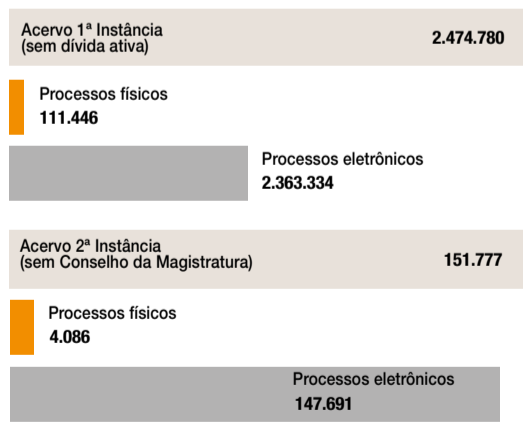 Acervo 1ª Instância
(sem dívida ativa)
2.474.780
Processos físicos
111.446
Processos eletrônicos
2.363.334
Acervo 2ª Instância
(sem Conselho da Magistratura)
151.777
Processos físicos
4.086
Processos eletrônicos
147.691